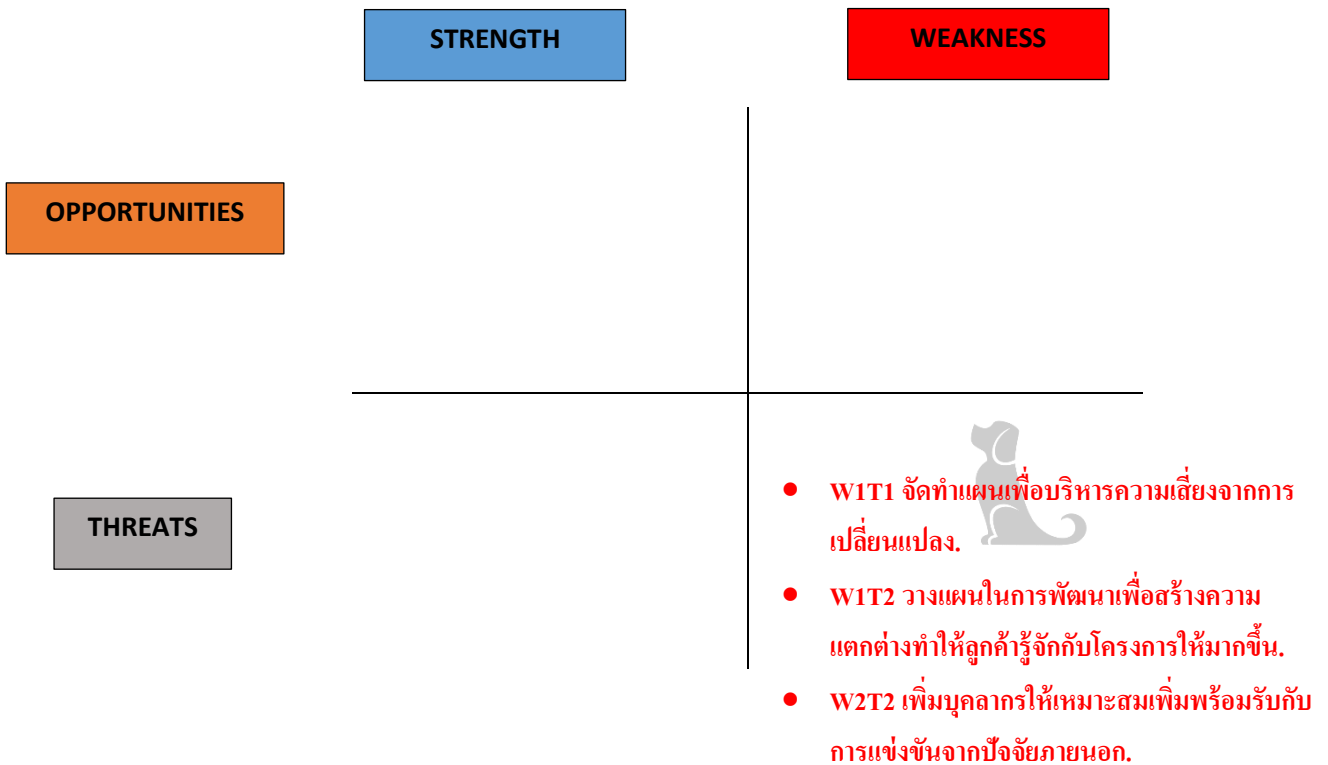 STRENGTH
WEAKNESS
OPPORTUNITIES
THREATS
● W1T1 จัดทำแผนเพื่อบริหารความเสี่ยงจากการ
เปลี่ยนแปลง.
● W1T2 วางแผนในการพัฒนาเพื่อสร้างความ
แตกต่างทำให้ลูกค้ารู้จักกับโครงการให้มากขึ้น.
● W2T2 เพิ่มบุคลากรให้เหมาะสมเพิ่มพร้อมรับกับ
การแข่งขันจากปัจจัยภายนอก.